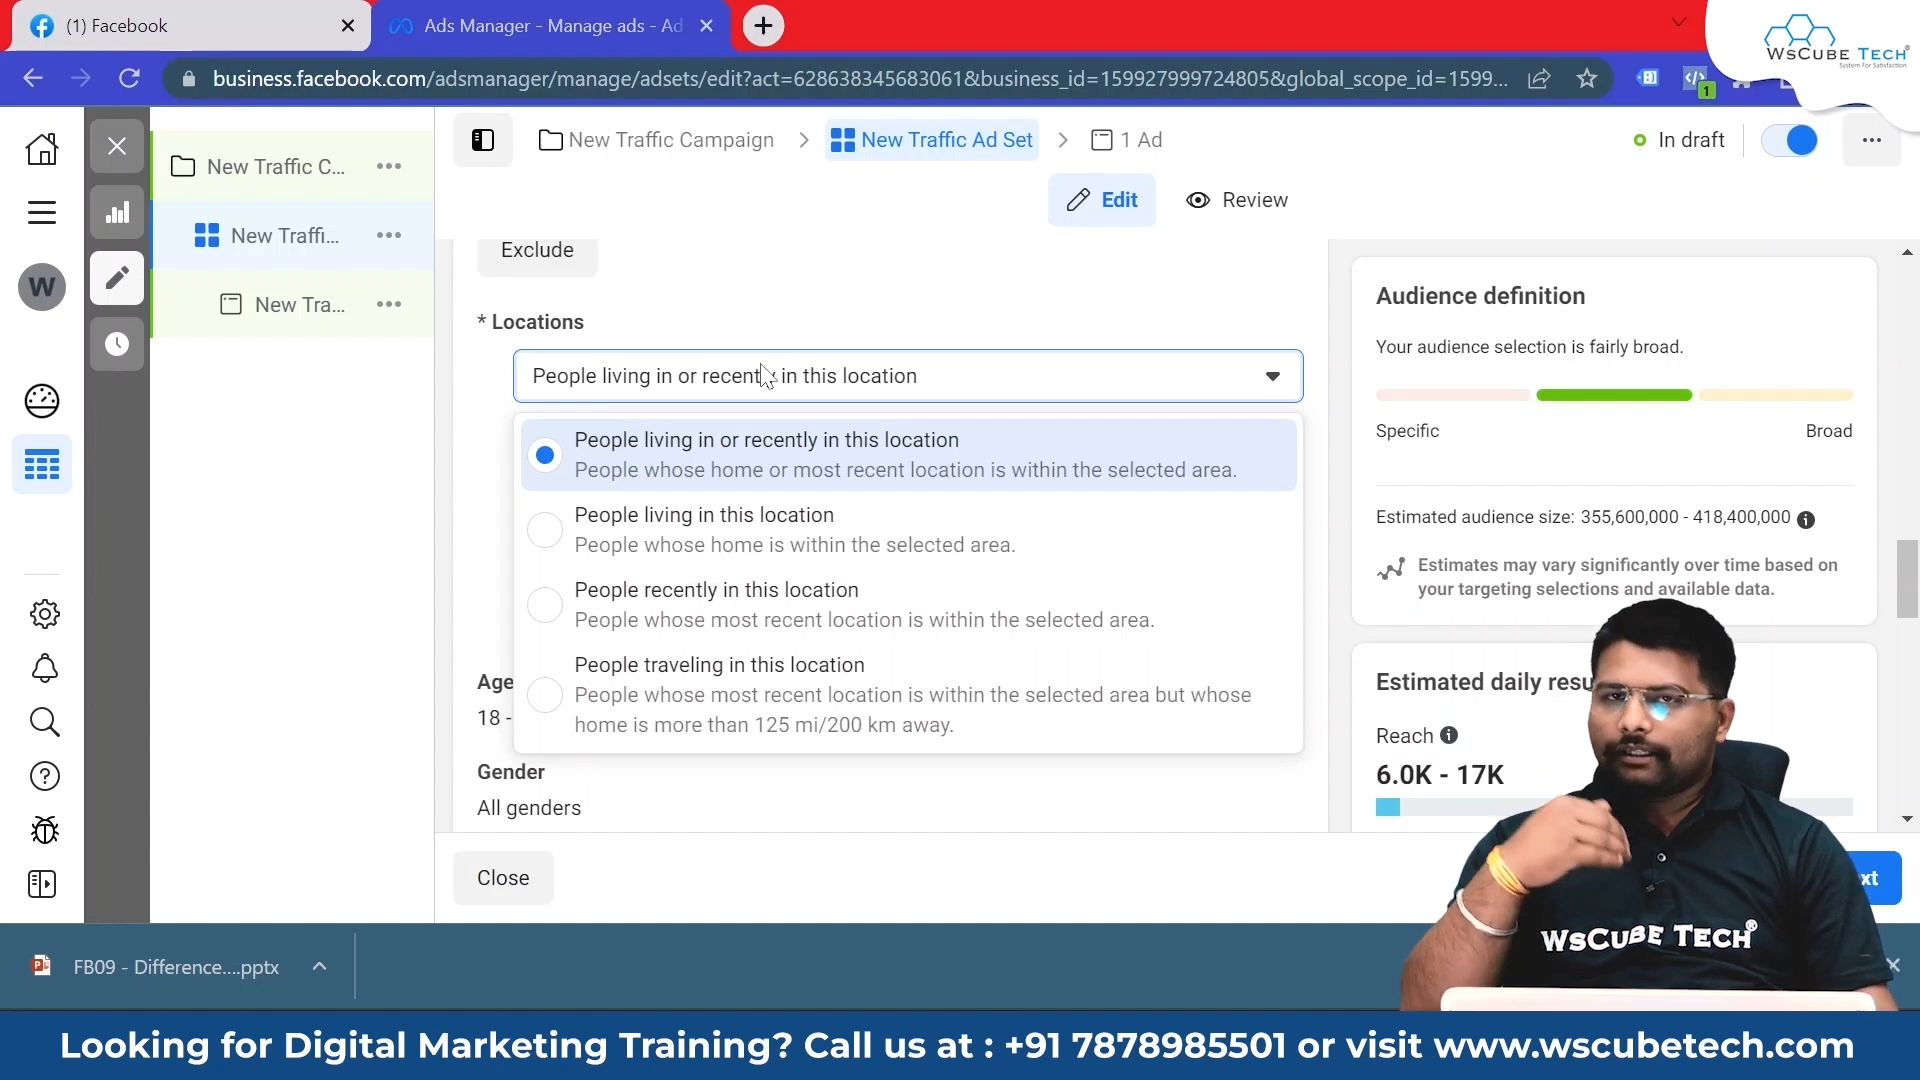 (1) Facebook
Ads Manager - Manage ads - Ad
WsCube Tech®
System For Satisfaction
business.facebook.com/adsmanager/manage/adsets/edit?act=628638345683061&business_id=159927999724805&global_scope_id=1599...
1
New Traffic C...
New Traffi...
New Tra...
W
New Traffic Campaign
New Traffic Ad Set
1 Ad
In draft
Edit
Review
Exclude
* Locations
People living in or recently in this location
People living in or recently in this location
People whose home or most recent location is within the selected area.
People living in this location
People whose home is within the selected area.
People recently in this location
People whose most recent location is within the selected area.
People traveling in this location
People whose most recent location is within the selected area but whose
home is more than 125 mi/200 km away.
Age
18 -
Gender
All genders
Audience definition
Your audience selection is fairly broad.
Specific
Broad
Estimated audience size: 355,600,000 - 418,400,000
Estimates may vary significantly over time based on
your targeting selections and available data.
Estimated daily resu
Reach
6.0K - 17K
Close
xt
WsCube Tech®
FB09 - Difference....pptx
Looking for Digital Marketing Training? Call us at : +91 7878985501 or visit www.wscubetech.com